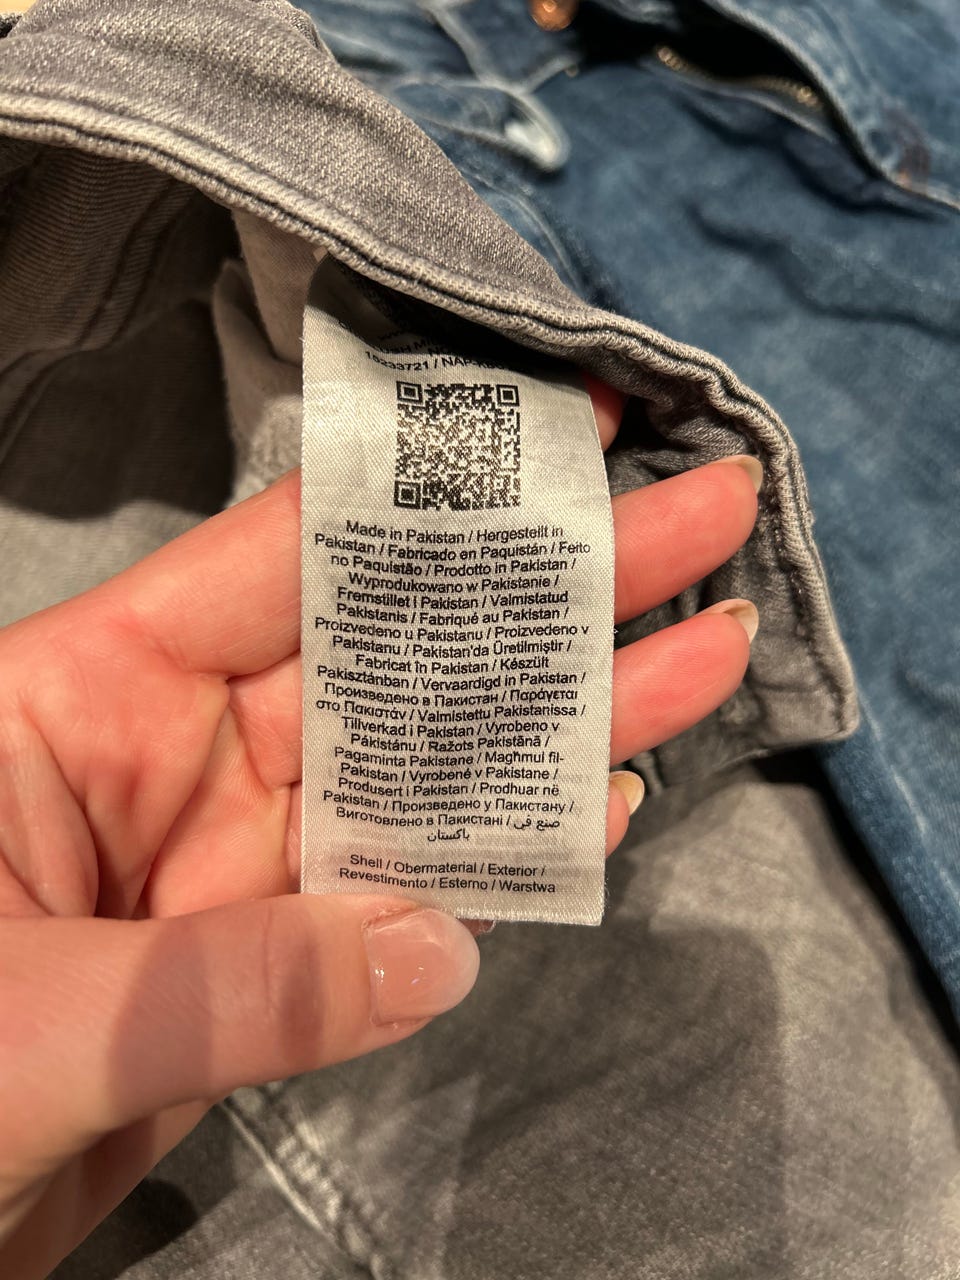 Made in Pakistan / Hergestellt in
Pakistan / Fabricado en Paquistán / Feito
no Paquistão / Prodotto in Pakistan /
Wyprodukowano w Pakistanie /
Fremstillet i Pakistan / Valmistatud
Pakistanis / Fabriqué au Pakistan /
Proizvedeno u Pakistanu / Proizvedeno v
Pakistanu / Pakistan'da Üretilmiştir /
Fabricat în Pakistan / Készült
Pakisztánban / Vervaardigd in Pakistan /
Произведено в Пакистан / Παράγεται
στο Πακιστάν / Valmistettu Pakistanissa /
Tillverkad i Pakistan / Vyrobeno v
Pákistánu / Ražots Pakistānā /
Pagaminta Pakistane / Magħmul fil-
Pakistan / Vyrobené v Pakistane /
Produsert i Pakistan / Prodhuar në
Pakistan / Произведено у Пакистану /
Виготовлено в Пакистані / صنع في
باكستان
Shell / Obermaterial / Exterior /
Revestimento / Esterno / Warstwa